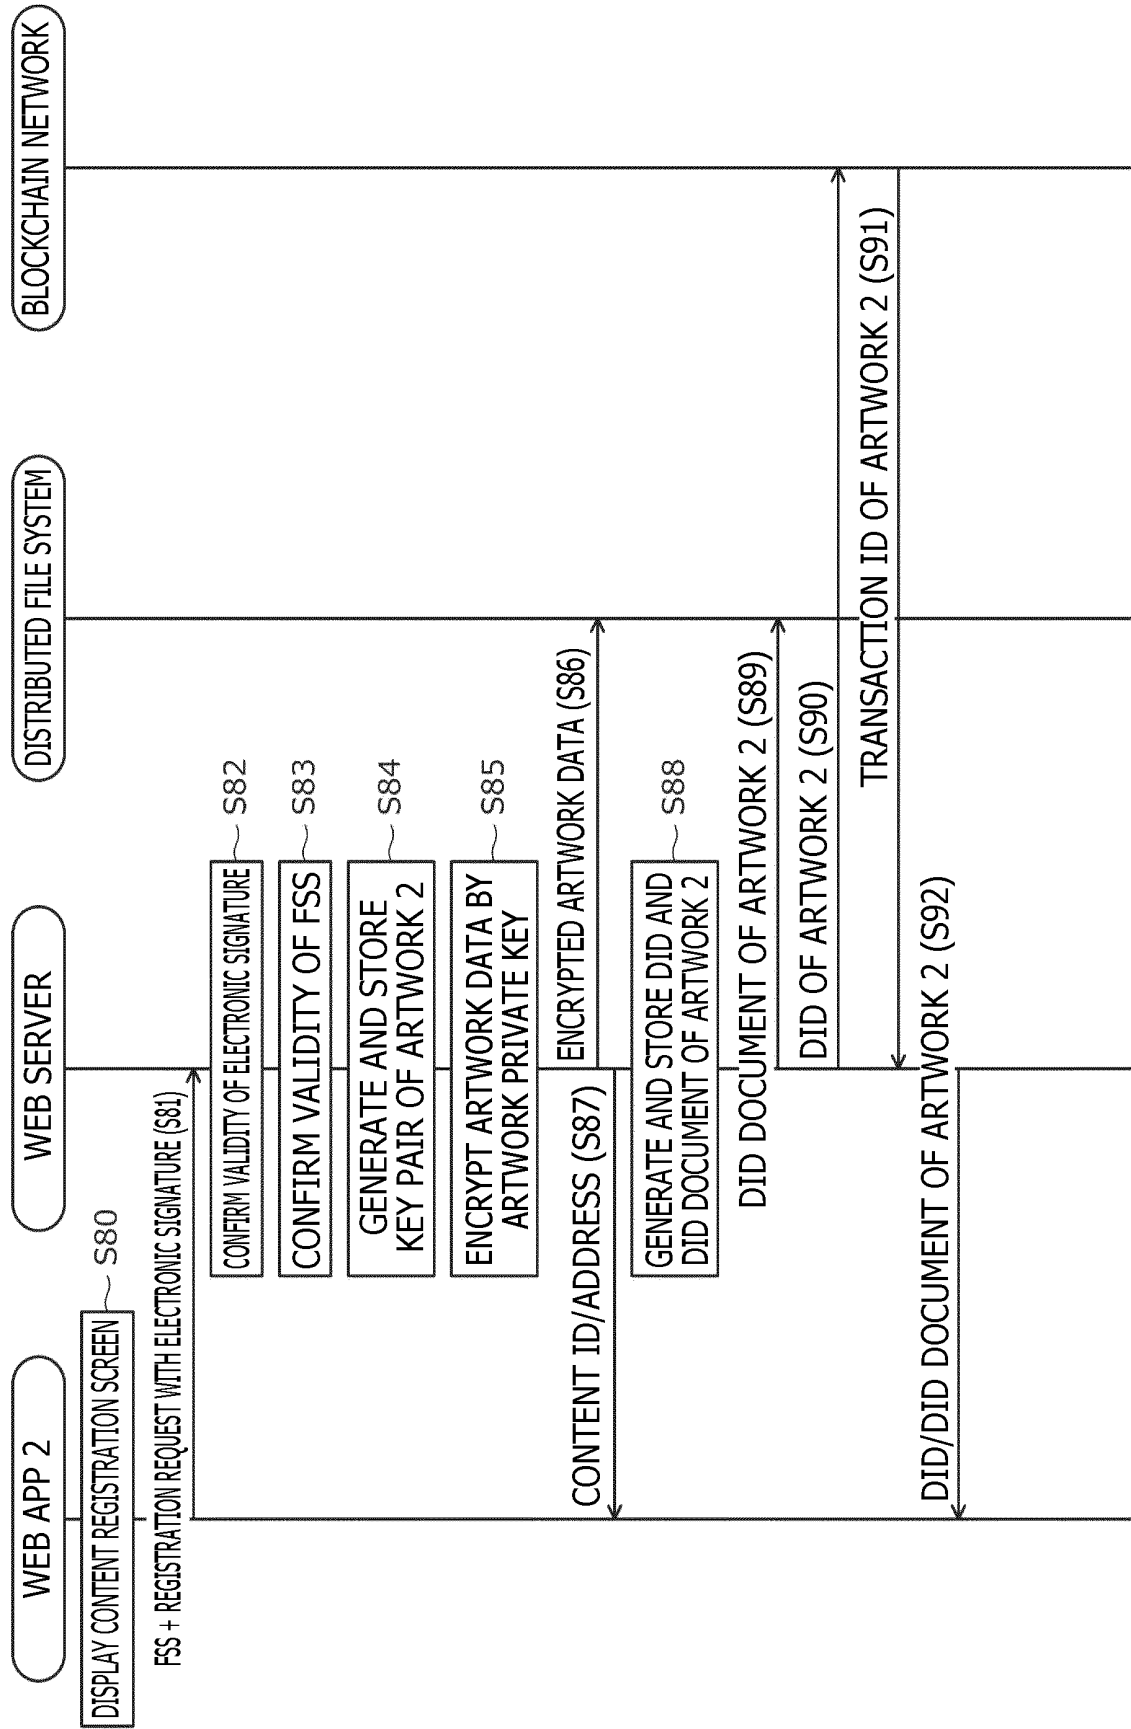 WEB APP 2
WEB SERVER
DISTRIBUTED FILE SYSTEM
BLOCKCHAIN NETWORK
DISPLAY CONTENT REGISTRATION SCREEN
S80
FSS + REGISTRATION REQUEST WITH ELECTRONIC SIGNATURE (S81)
CONFIRM VALIDITY OF ELECTRONIC SIGNATURE
S82
CONFIRM VALIDITY OF FSS
S83
GENERATE AND STORE
KEY PAIR OF ARTWORK 2
S84
ENCRYPT ARTWORK DATA BY
ARTWORK PRIVATE KEY
S85
ENCRYPTED ARTWORK DATA (S86)
CONTENT ID/ADDRESS (S87)
GENERATE AND STORE DID AND
DID DOCUMENT OF ARTWORK 2
S88
DID DOCUMENT OF ARTWORK 2 (S89)
DID OF ARTWORK 2 (S90)
TRANSACTION ID OF ARTWORK 2 (S91)
DID/DID DOCUMENT OF ARTWORK 2 (S92)